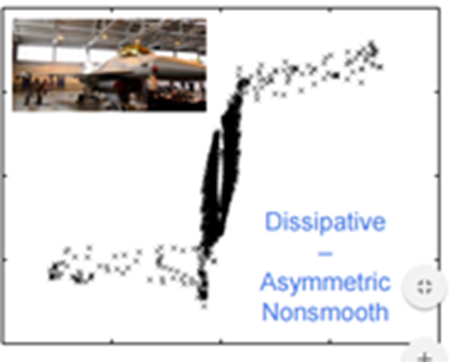 Dissipative
–
Asymmetric
Nonsmooth